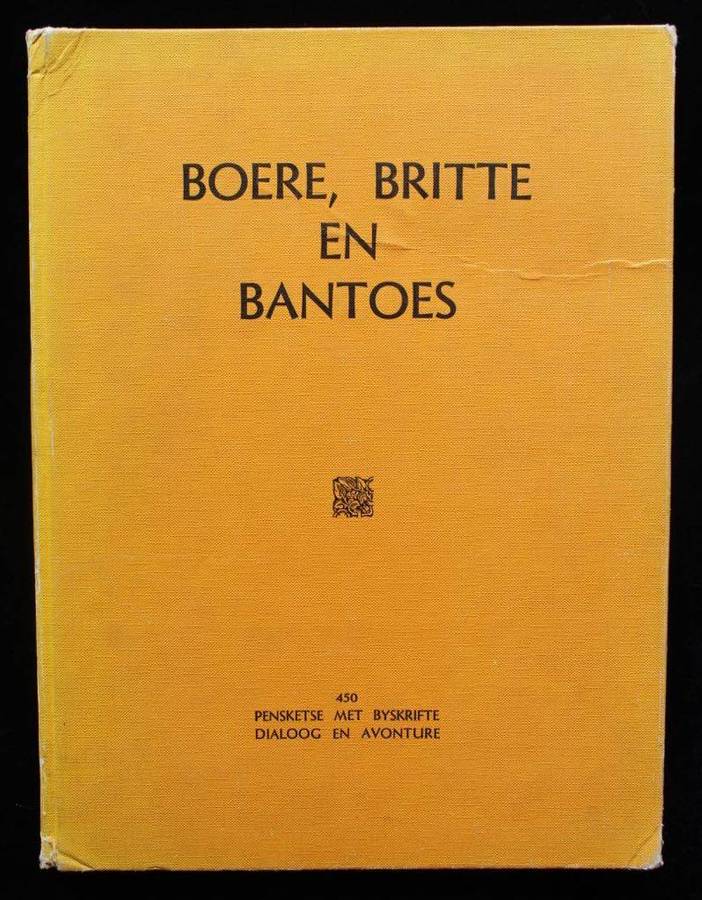 BOERE, BRITTE
EN
BANTOES
450
PENSKETSE MET BYSKRIFTE
DIALOOG EN AVONTURE